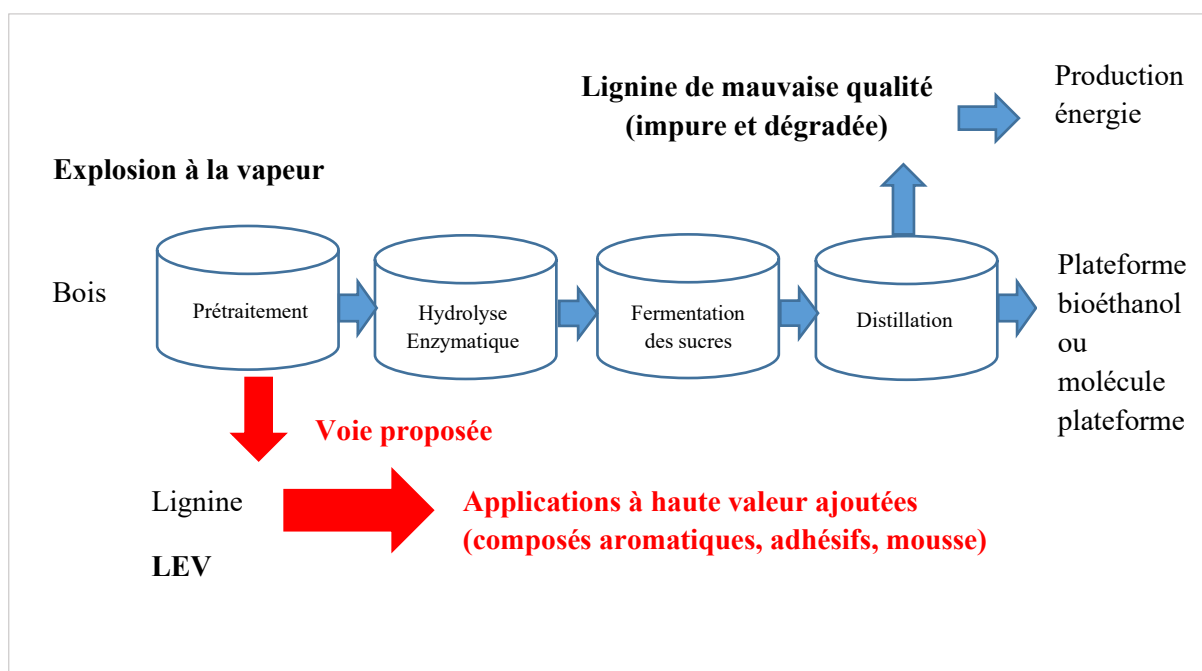 Lignine de mauvaise qualité
(impure et dégradée)
Production
énergie
Explosion à la vapeur
Bois
Prétraitement
Hydrolyse
Enzymatique
Fermentation
des sucres
Distillation
Plateforme
bioéthanol
ou
molécule
plateforme
Voie proposée
Lignine
LEV
Applications à haute valeur ajoutées
(composés aromatiques, adhésifs, mousse)